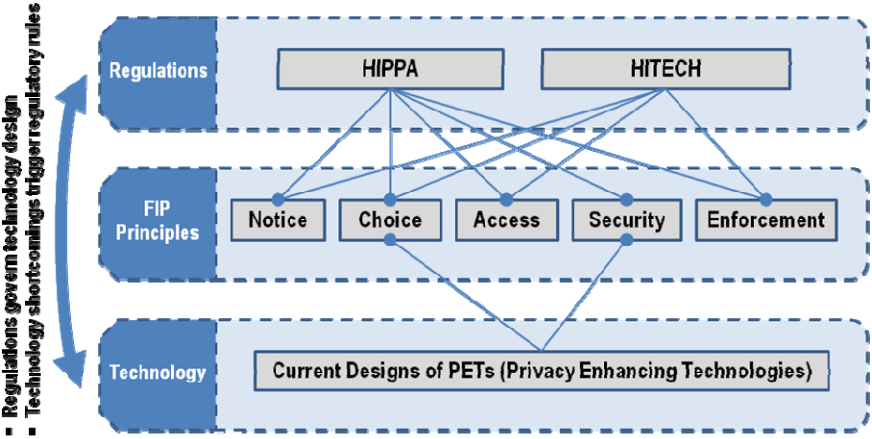 ▪ Regulations govern technology design
▪ Technology shortcomings trigger regulatory rules
Regulations
HIPPA
HITECH
FIP
Principles
Notice
Choice
Access
Security
Enforcement
Technology
Current Designs of PETs (Privacy Enhancing Technologies)